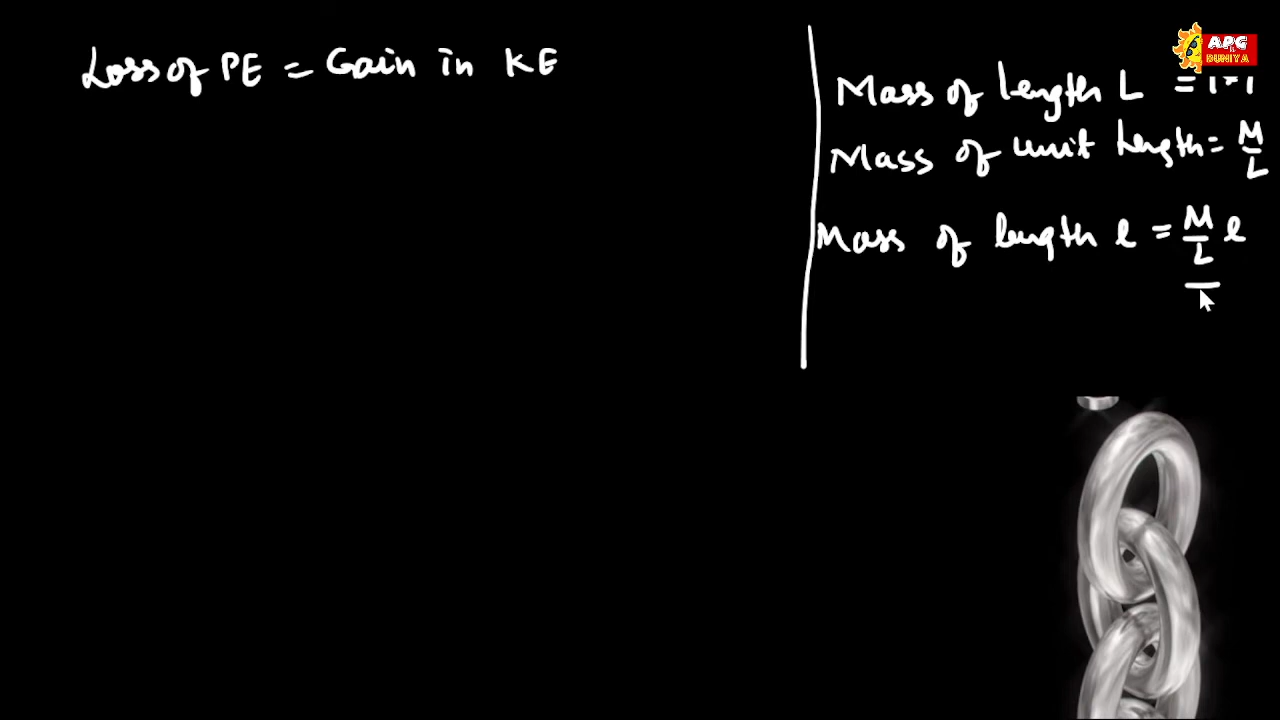 Loss of PE = Gain in KE
APC
DUNIYA
Mass of length L =
Mass of unit length = M/L
Mass of length l = M/L l